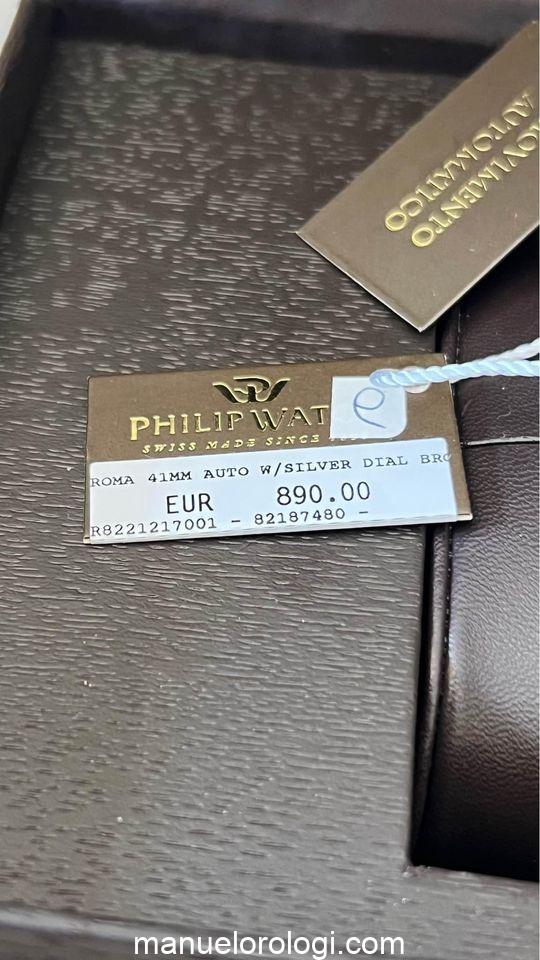 MOVIMENTO
AUTOMATICO
PHILIP WAT
SWISS MADE SINCE
ROMA 41MM AUTO W/SILVER DIAL BRO
EUR 890.00
R8221217001 - 82187480 -
manuelorologi.com